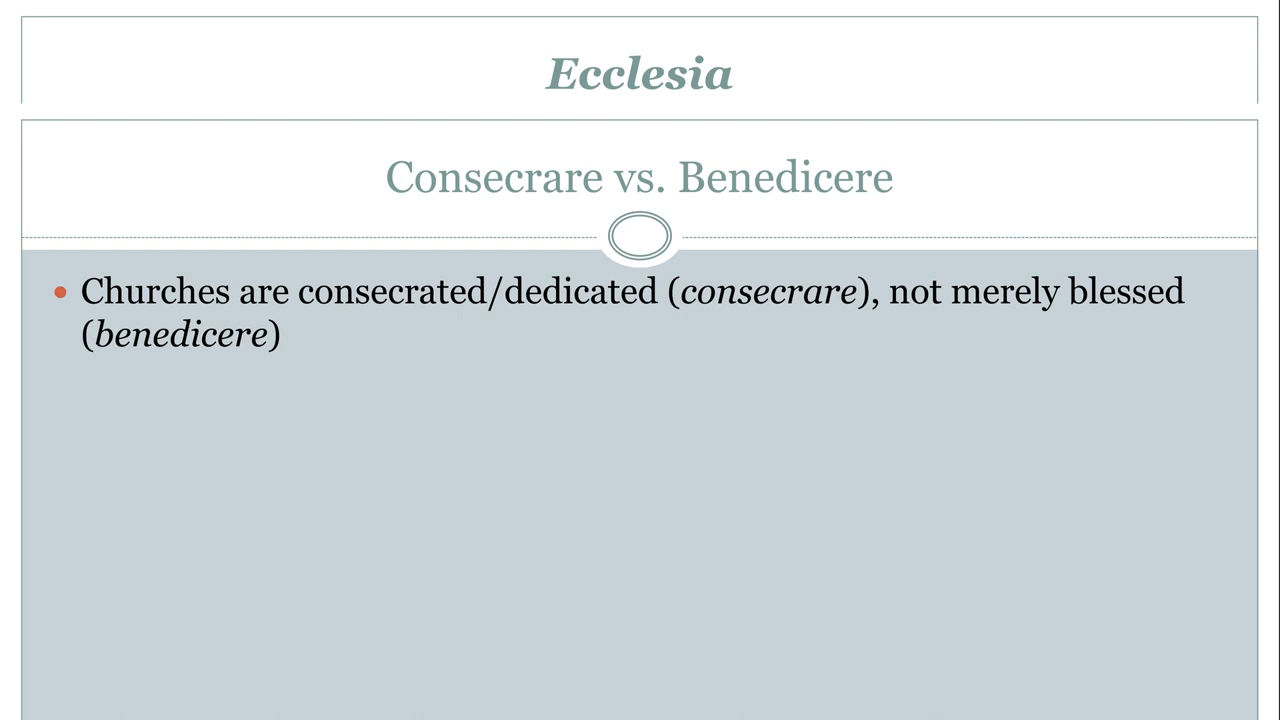 Ecclesia
Consecrare vs. Benedicere
• Churches are consecrated/dedicated (consecrare), not merely blessed
(benedicere)